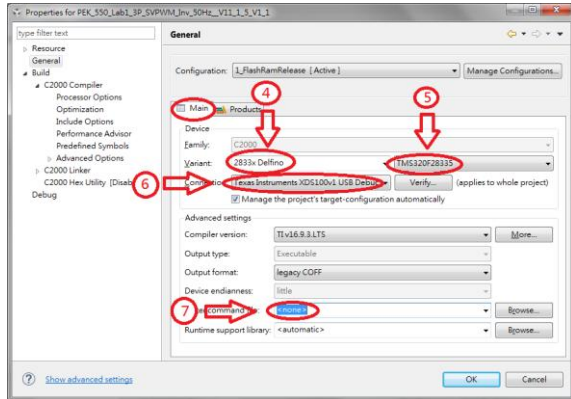 Properties for PEK_550_Lab1_3P_SVPWM_Inv_50Hz__V11_1_5_V1_1
type filter text
Resource
General
Build
C2000 Compiler
Processor Options
Optimization
Include Options
Performance Advisor
Predefined Symbols
Advanced Options
C2000 Linker
C2000 Hex Utility [Disab
Debug
General
Configuration: 1_FlashRamRelease [ Active ] Manage Configurations...
4 5
Main Products
Device
Family: C2000
Variant: 2833x Delfino TMS320F28335
6 Connection Texas Instruments XDS100v1 USB Debug Verify... (applies to whole project)
Manage the project's target-configuration automatically
Advanced settings
Compiler version: TI v16.9.3.LTS More...
Output type: Executable
Output format: legacy COFF
Device endianness: little
7 command file: <none> Browse...
Runtime support library: <automatic> Browse...
Show advanced settings OK Cancel